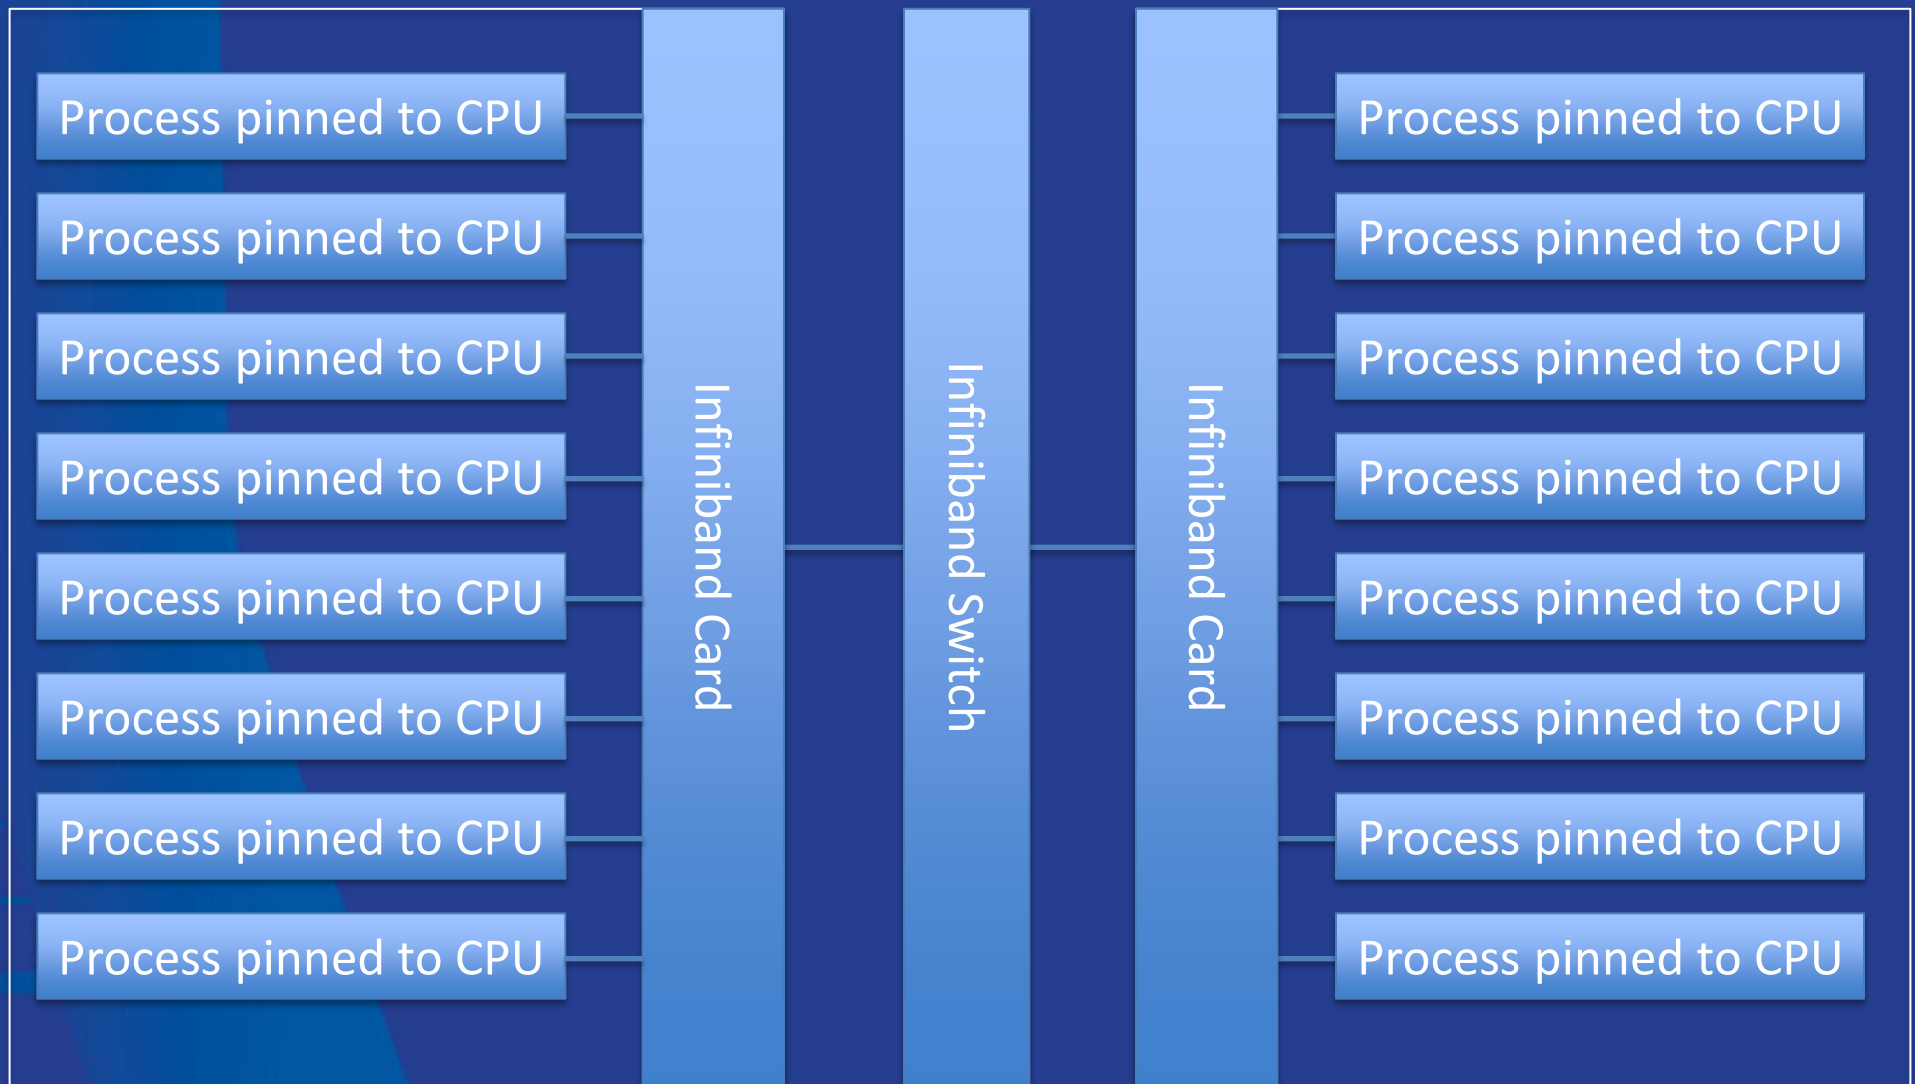 Process pinned to CPU
Process pinned to CPU
Process pinned to CPU
Process pinned to CPU
Process pinned to CPU
Process pinned to CPU
Process pinned to CPU
Process pinned to CPU
Infiniband Card
Infiniband Switch
Infiniband Card
Process pinned to CPU
Process pinned to CPU
Process pinned to CPU
Process pinned to CPU
Process pinned to CPU
Process pinned to CPU
Process pinned to CPU
Process pinned to CPU